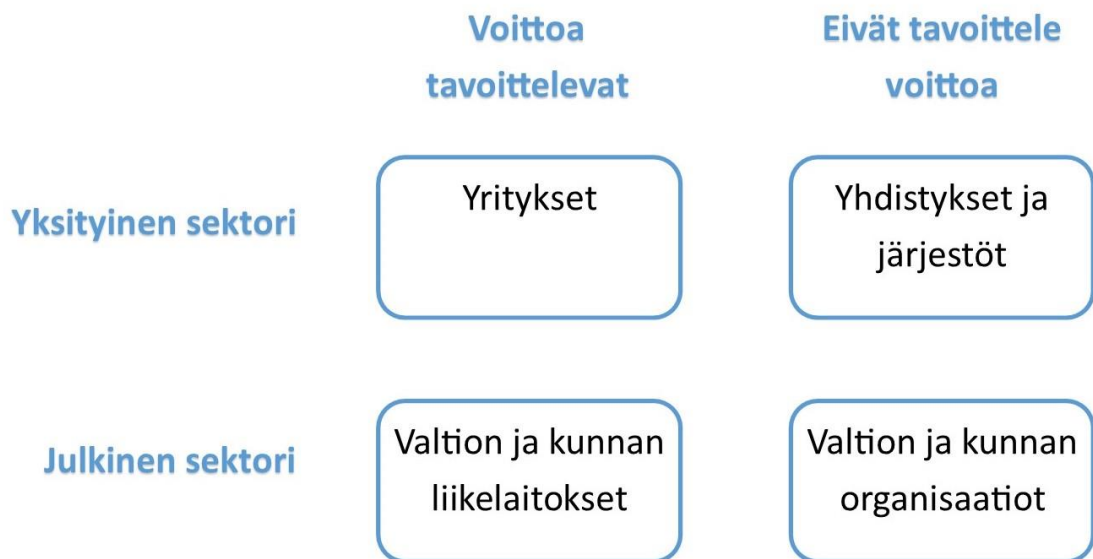 Voittoa
tavoittelevat
Eivät tavoittele
voittoa
Yksityinen sektori
Yritykset
Yhdistykset ja
järjestöt
Julkinen sektori
Valtion ja kunnan
liikelaitokset
Valtion ja kunnan
organisaatiot